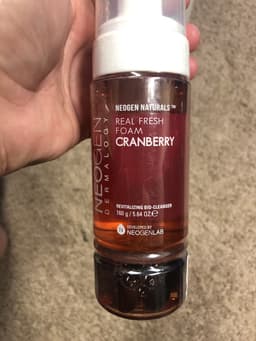 NEOGEN
DERMALOGY
NEOGEN NATURALS™
REAL FRESH
FOAM
CRANBERRY
REVITALIZING BIO-CLEANSER
160 g / 5.64 OZ.℮
DEVELOPED BY
NEOGENLAB